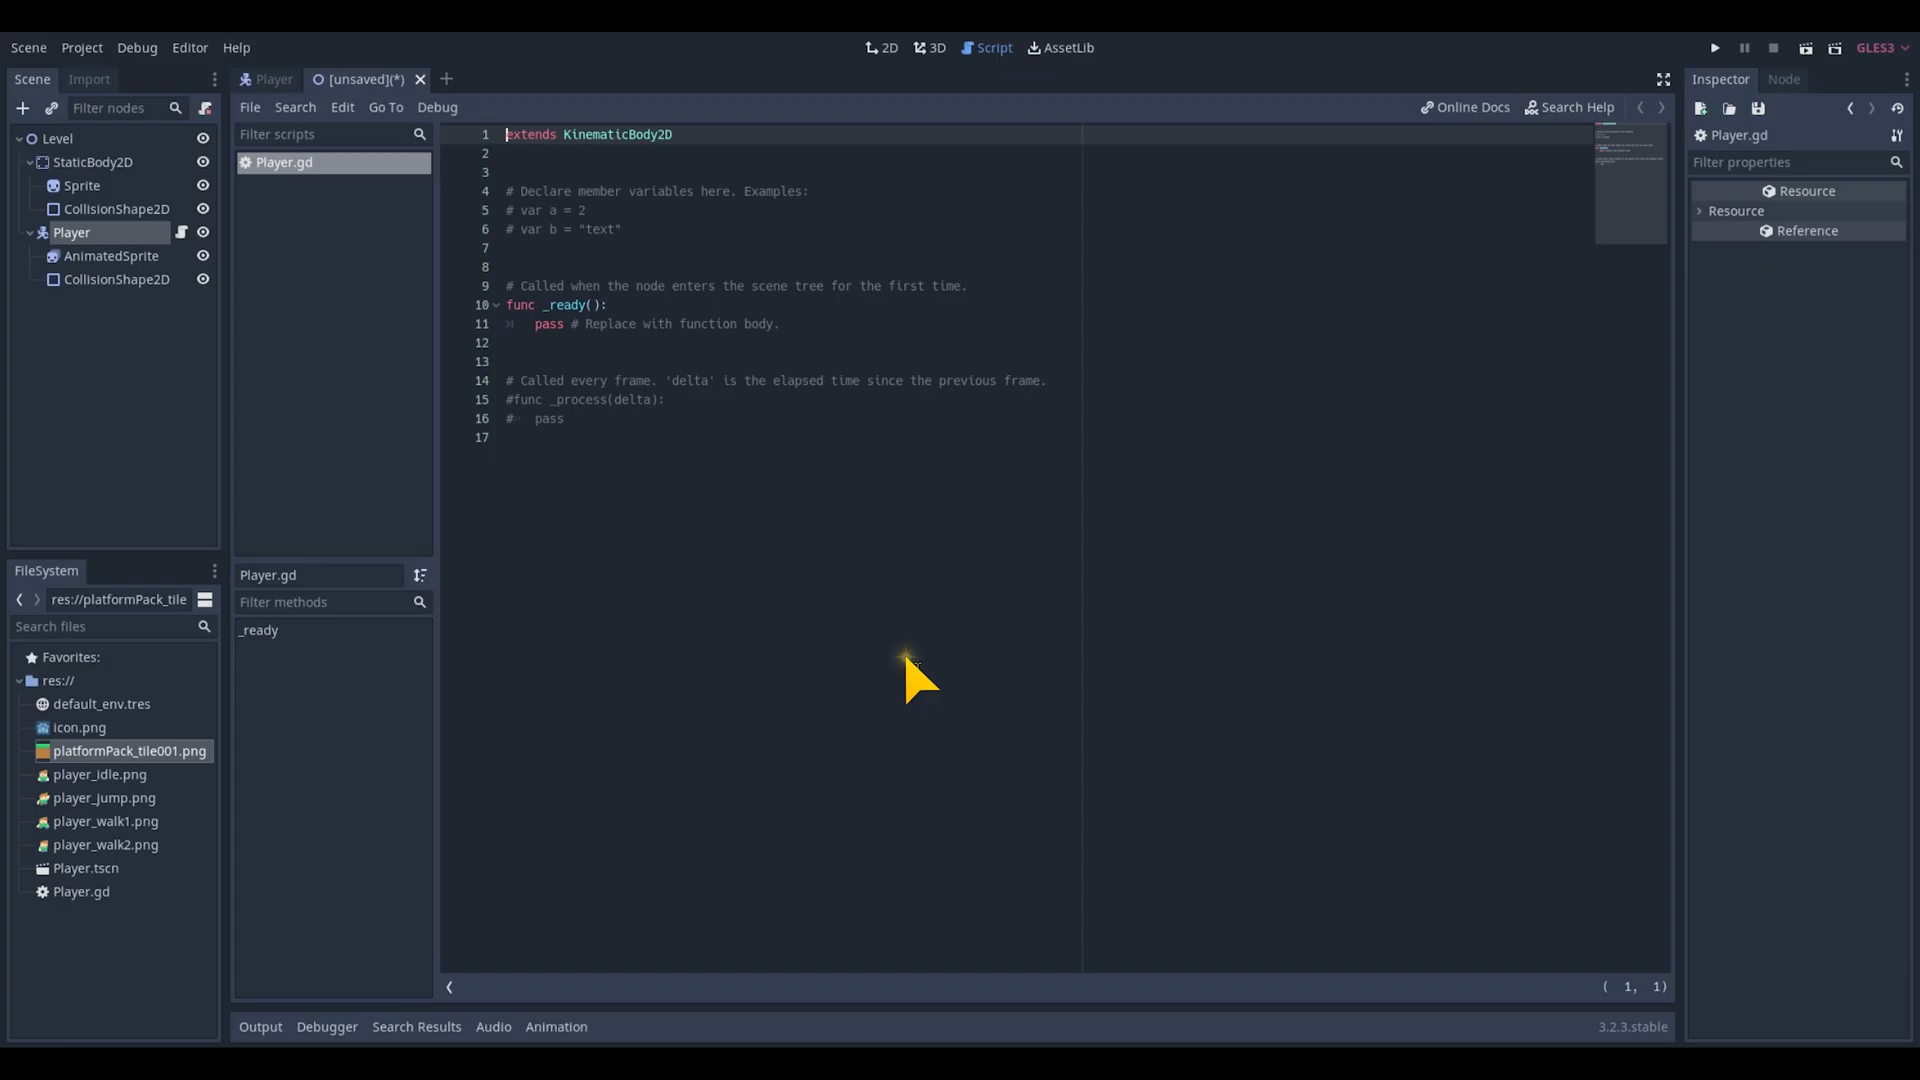 Scene Project Debug Editor Help 2D 3D Script AssetLib GLES3
Scene Import
Filter nodes
Level
StaticBody2D
Sprite
CollisionShape2D
Player
AnimatedSprite
CollisionShape2D
FileSystem
res://platformPack_tile
Search files
Favorites:
res://
default_env.tres
icon.png
platformPack_tile001.png
player_idle.png
player_jump.png
player_walk1.png
player_walk2.png
Player.tscn
Player.gd
Player [unsaved](*)
File Search Edit Go To Debug Online Docs Search Help
Filter scripts
Player.gd
Player.gd
Filter methods
_ready
1 extends KinematicBody2D
2
3
4 # Declare member variables here. Examples:
5 # var a = 2
6 # var b = "text"
7
8
9 # Called when the node enters the scene tree for the first time.
10 func _ready():
11 pass # Replace with function body.
12
13
14 # Called every frame. 'delta' is the elapsed time since the previous frame.
15 #func _process(delta):
16 # pass
17
( 1, 1)
Output Debugger Search Results Audio Animation 3.2.3.stable
Inspector Node
Player.gd
Filter properties
Resource
Resource
Reference